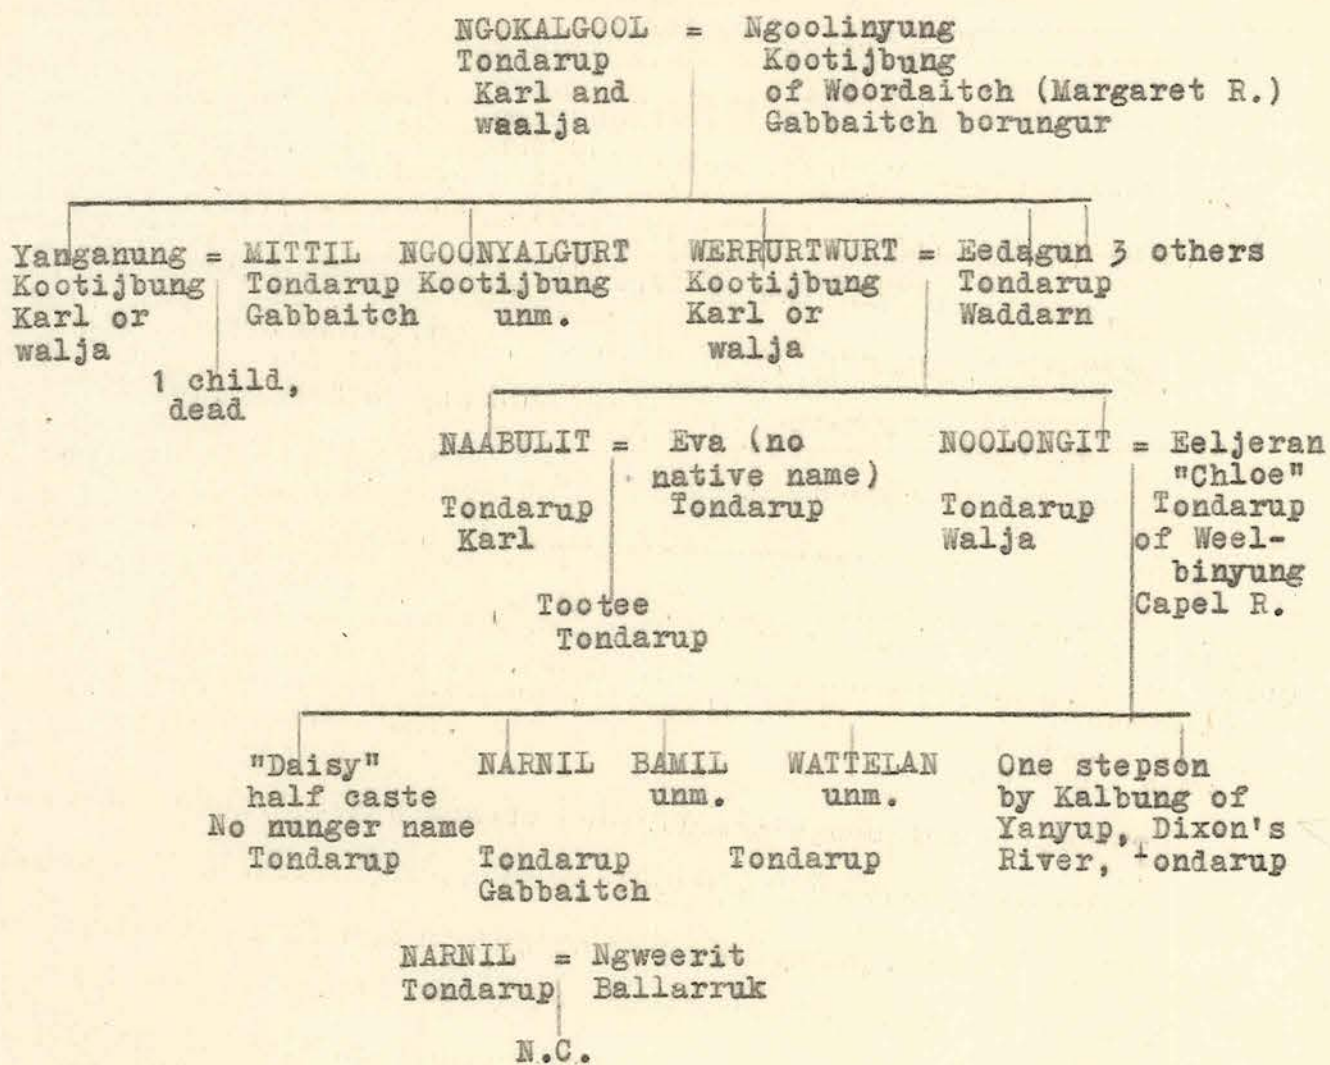 NGOKALGOOL = Ngoolinyung
Tondarup Kootijbung
Karl and of Woordaitch (Margaret R.)
waalja Gabbaitch borungur
Yanganung = MITTIL NGOONYALGURT WERRURTWURT = Eedagun 3 others
Kootijbung Tondarup Kootijbung Kootijbung Tondarup
Karl or Gabbaitch unm. Karl or Waddarn
walja walja
1 child,
dead
NAABULIT = Eva (no NOOLONGIT = Eeljeran
native name) "Chloe"
Tondarup Tondarup Tondarup Tondarup
Karl Walja of Weel-
binyung
Tootee Capel R.
Tondarup
"Daisy" NARNIL BAMIL WATTELAN One stepson
half caste unm. unm. by Kalbung of
No nunger name Yanyup, Dixon's
Tondarup Tondarup Tondarup River, Tondarup
Gabbaitch
NARNIL = Ngweerit
Tondarup Ballarruk
N.C.